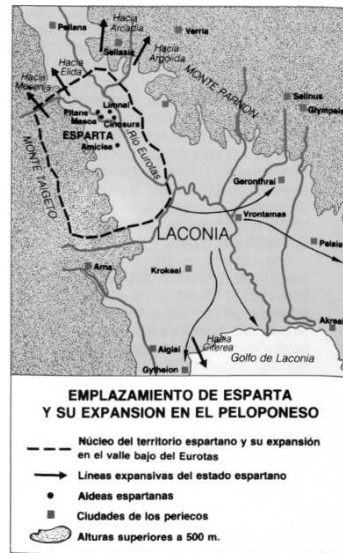 Pellana
Hacia
Arcadia
Verria
Sellasia
Hacia
Argólida
Hacia
Elida
Hacia
Mesenia
MONTE PARNON
Selinus
Glympeis
Limnai
Pitane
Mesoa
Cinosura
ESPARTA
Amiclea
Río Eurotas
MONTE TAIGETO
Geronthrai
Vrontamas
LACONIA
Palaia
Arna
Krokeai
Akreai
Aigiai
Hacia
Citerea
Gytheion
Golfo de Laconia
EMPLAZAMIENTO DE ESPARTA
Y SU EXPANSION EN EL PELOPONESO
Núcleo del territorio espartano y su expansión
en el valle bajo del Eurotas
Líneas expansivas del estado espartano
Aldeas espartanas
Ciudades de los periecos
Alturas superiores a 500 m.